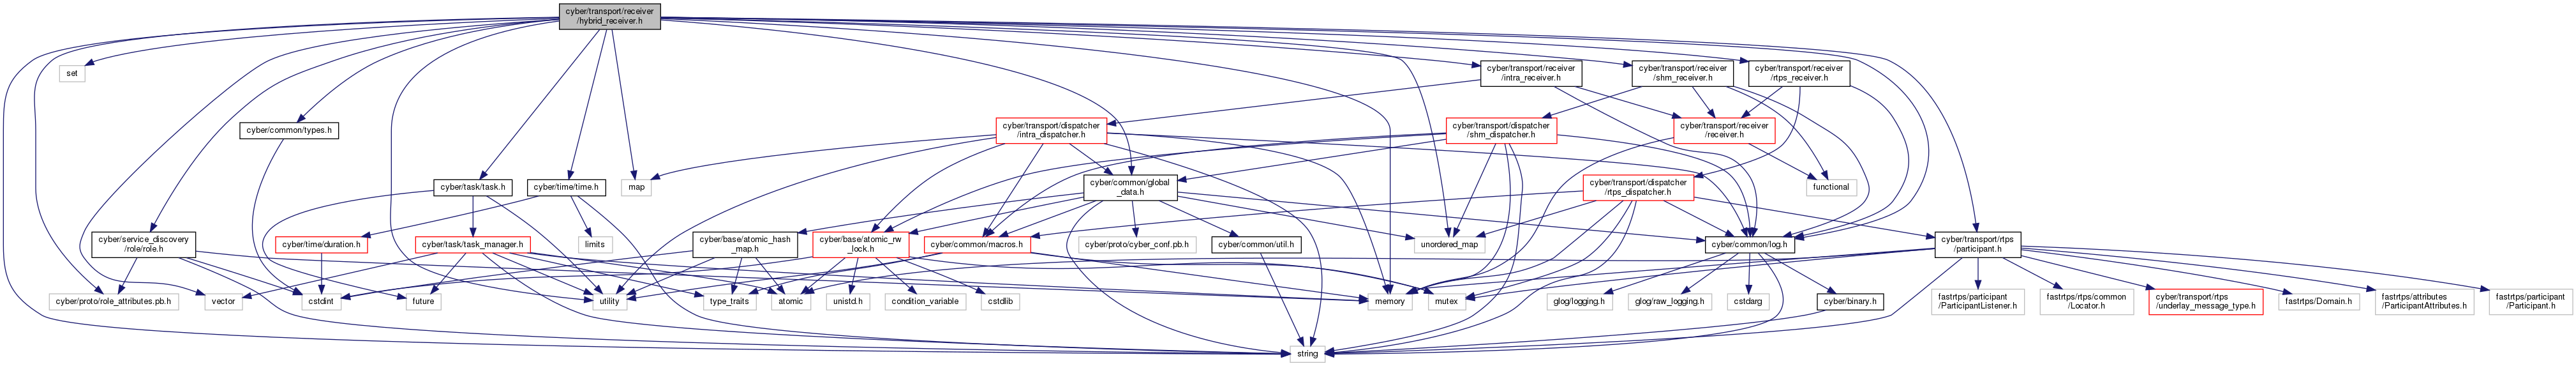 cyber/transport/receiver
/hybrid_receiver.h
set
cyber/transport/receiver
/intra_receiver.h
cyber/transport/receiver
/shm_receiver.h
cyber/transport/receiver
/rtps_receiver.h
cyber/common/types.h
cyber/transport/dispatcher
/intra_dispatcher.h
cyber/transport/dispatcher
/shm_dispatcher.h
cyber/transport/receiver
/receiver.h
cyber/task/task.h
cyber/time/time.h
map
cyber/common/global
_data.h
cyber/transport/dispatcher
/rtps_dispatcher.h
functional
cyber/service_discovery
/role/role.h
cyber/time/duration.h
cyber/task/task_manager.h
limits
cyber/base/atomic_hash
_map.h
cyber/base/atomic_rw
_lock.h
cyber/common/macros.h
cyber/proto/cyber_conf.pb.h
cyber/common/util.h
unordered_map
cyber/common/log.h
cyber/transport/rtps
/participant.h
cyber/proto/role_attributes.pb.h
vector
cstdint
future
utility
type_traits
atomic
unistd.h
condition_variable
cstdlib
memory
mutex
glog/logging.h
glog/raw_logging.h
cstdarg
cyber/binary.h
fastrtps/participant
/ParticipantListener.h
fastrtps/rtps/common
/Locator.h
cyber/transport/rtps
/underlay_message_type.h
fastrtps/Domain.h
fastrtps/attributes
/ParticipantAttributes.h
fastrtps/participant
/Participant.h
string